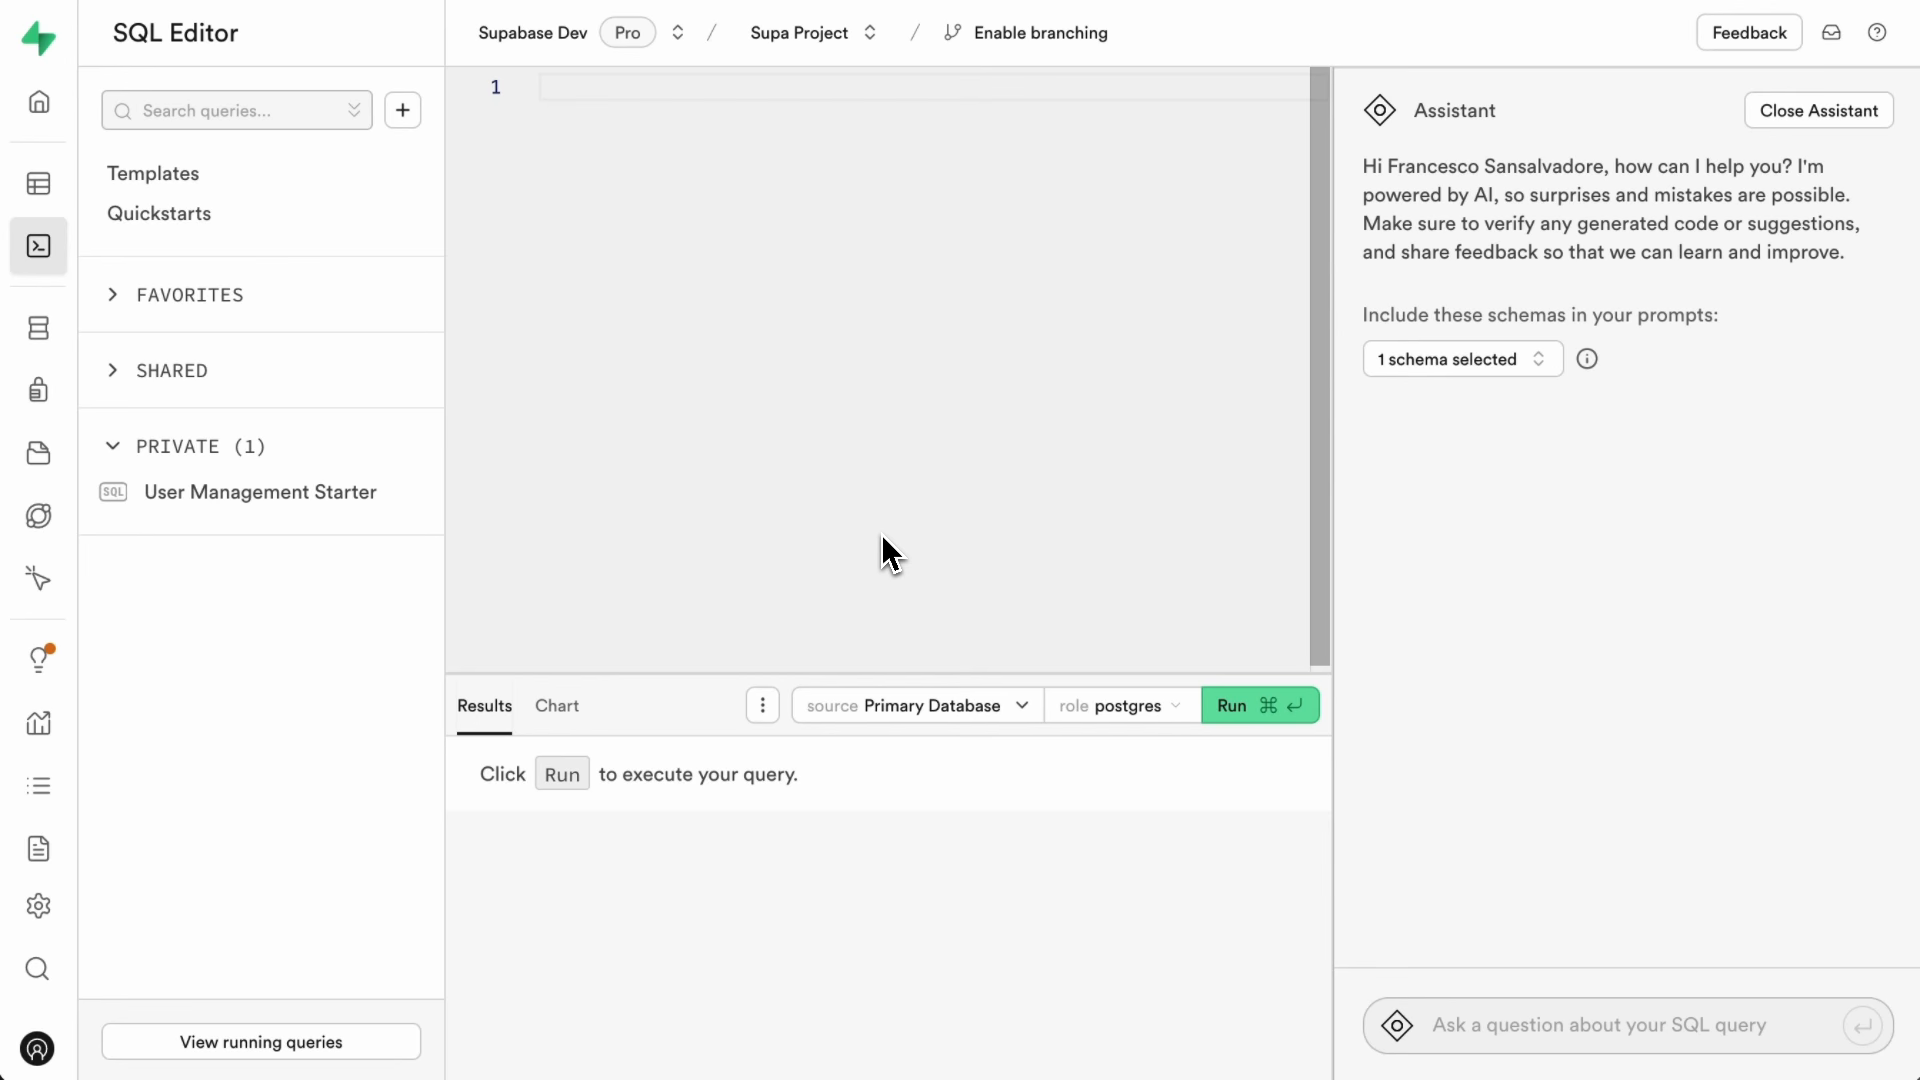 SQL Editor
Supabase Dev Pro / Supa Project / Enable branching
Feedback
Search queries...
Templates
Quickstarts
FAVORITES
SHARED
PRIVATE (1)
SQL User Management Starter
View running queries
1
Results Chart
source Primary Database role postgres Run ⌘ ↵
Click Run to execute your query.
Assistant
Close Assistant
Hi Francesco Sansalvadore, how can I help you? I'm
powered by AI, so surprises and mistakes are possible.
Make sure to verify any generated code or suggestions,
and share feedback so that we can learn and improve.
Include these schemas in your prompts:
1 schema selected
Ask a question about your SQL query